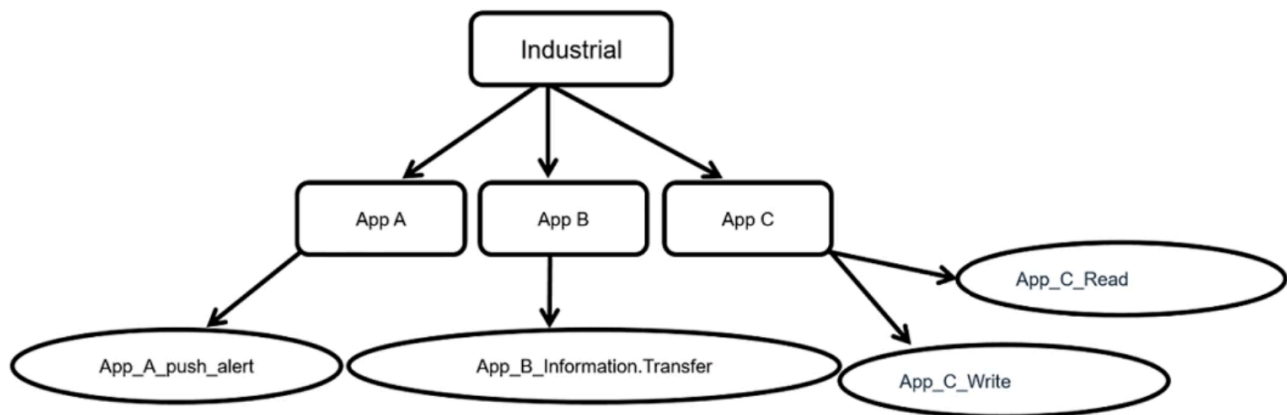 Industrial
App A
App B
App C
App_C_Read
App_A_push_alert
App_B_Information.Transfer
App_C_Write